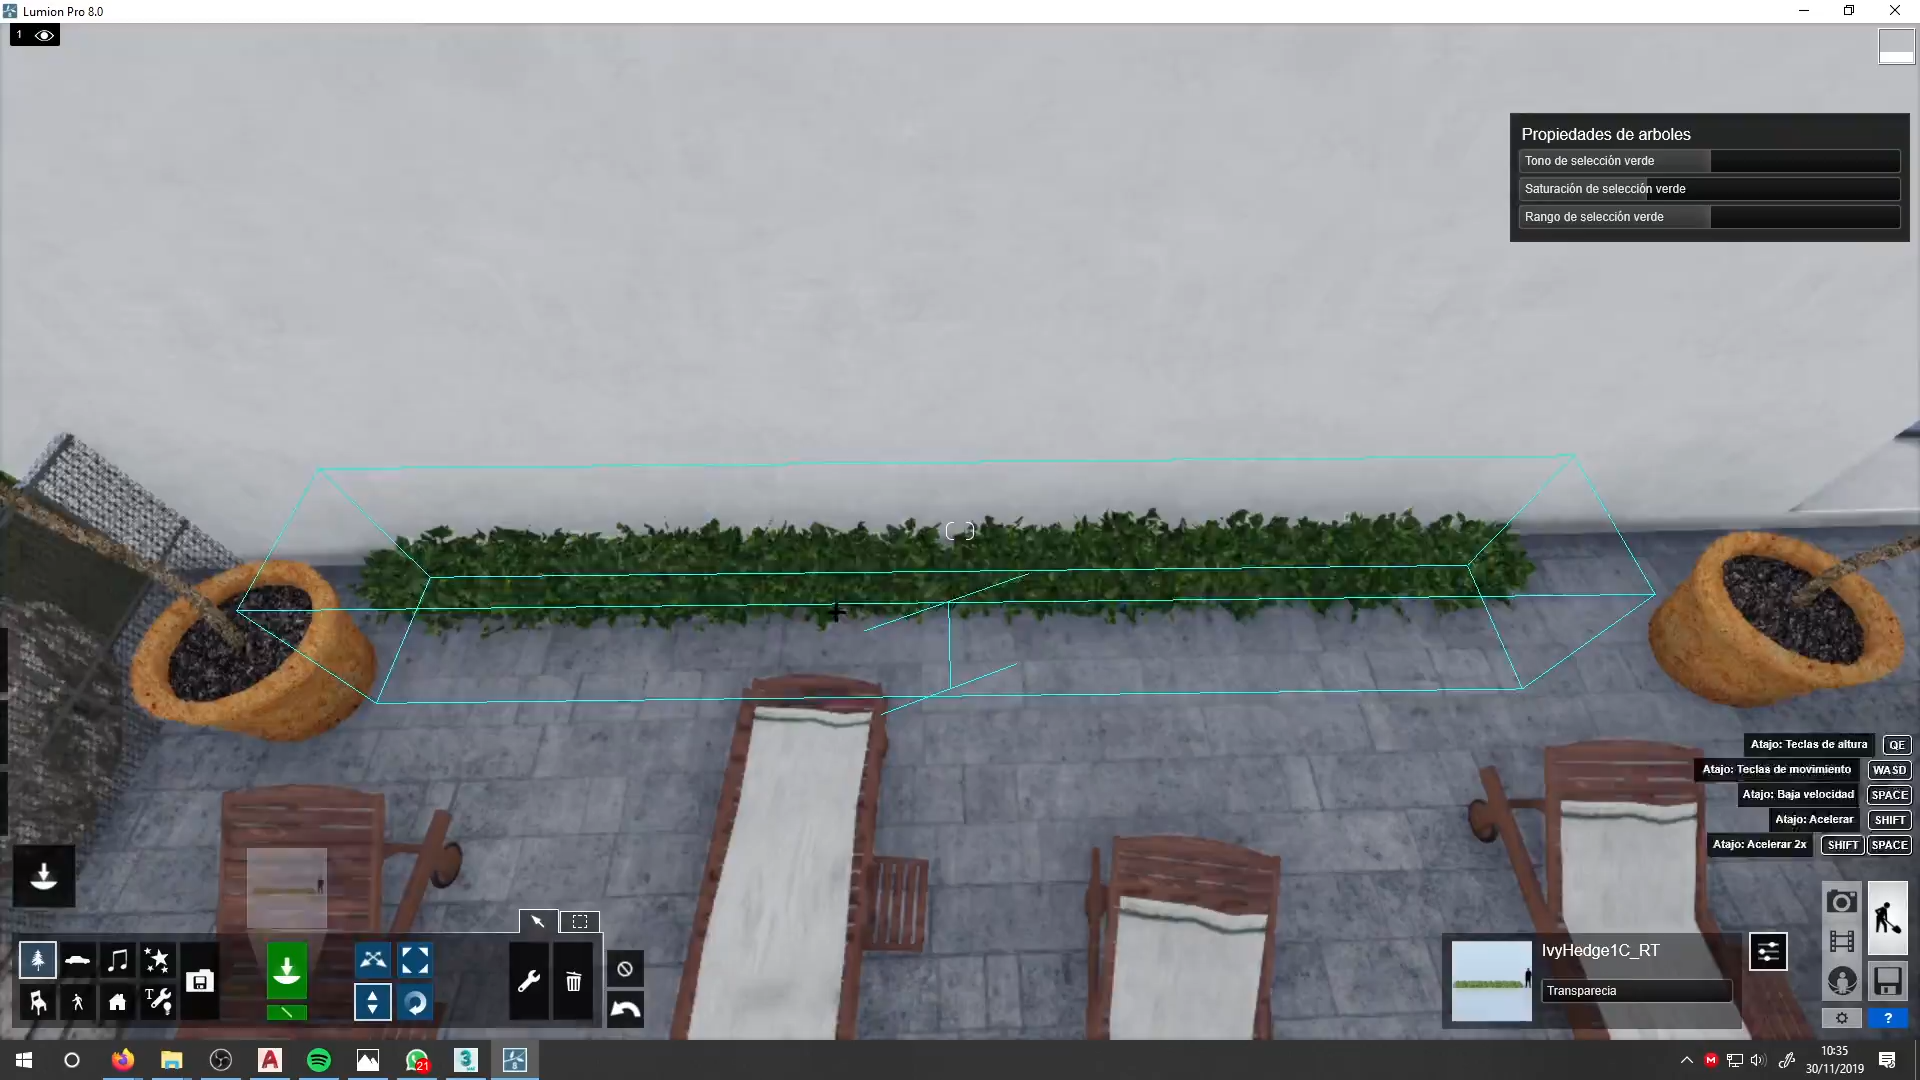 Lumion Pro 8.0
1
Propiedades de arboles
Tono de selección verde
Saturación de selección verde
Rango de selección verde
Atajo: Teclas de altura QE
Atajo: Teclas de movimiento WASD
Atajo: Baja velocidad SPACE
Atajo: Acelerar SHIFT
Atajo: Acelerar 2x SHIFT SPACE
IvyHedge1C_RT
Transparecia
T
?
A
21
3
8
M
10:35
30/11/2019